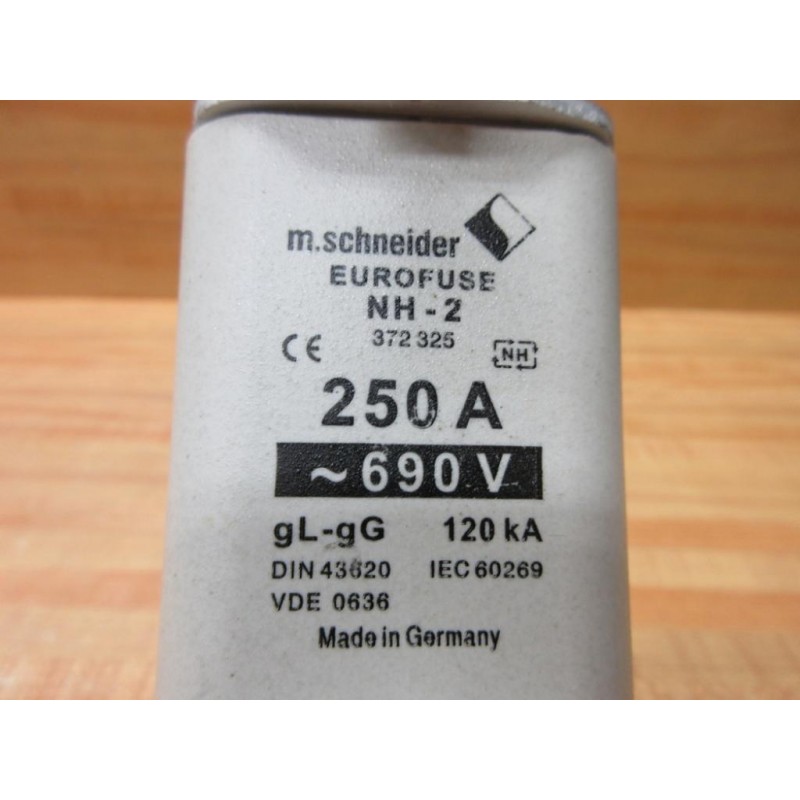 m.schneider
EUROFUSE
NH-2
372 325
CE NH
250 A
~690 V
gL-gG 120 kA
DIN 43620 IEC 60269
VDE 0636
Made in Germany